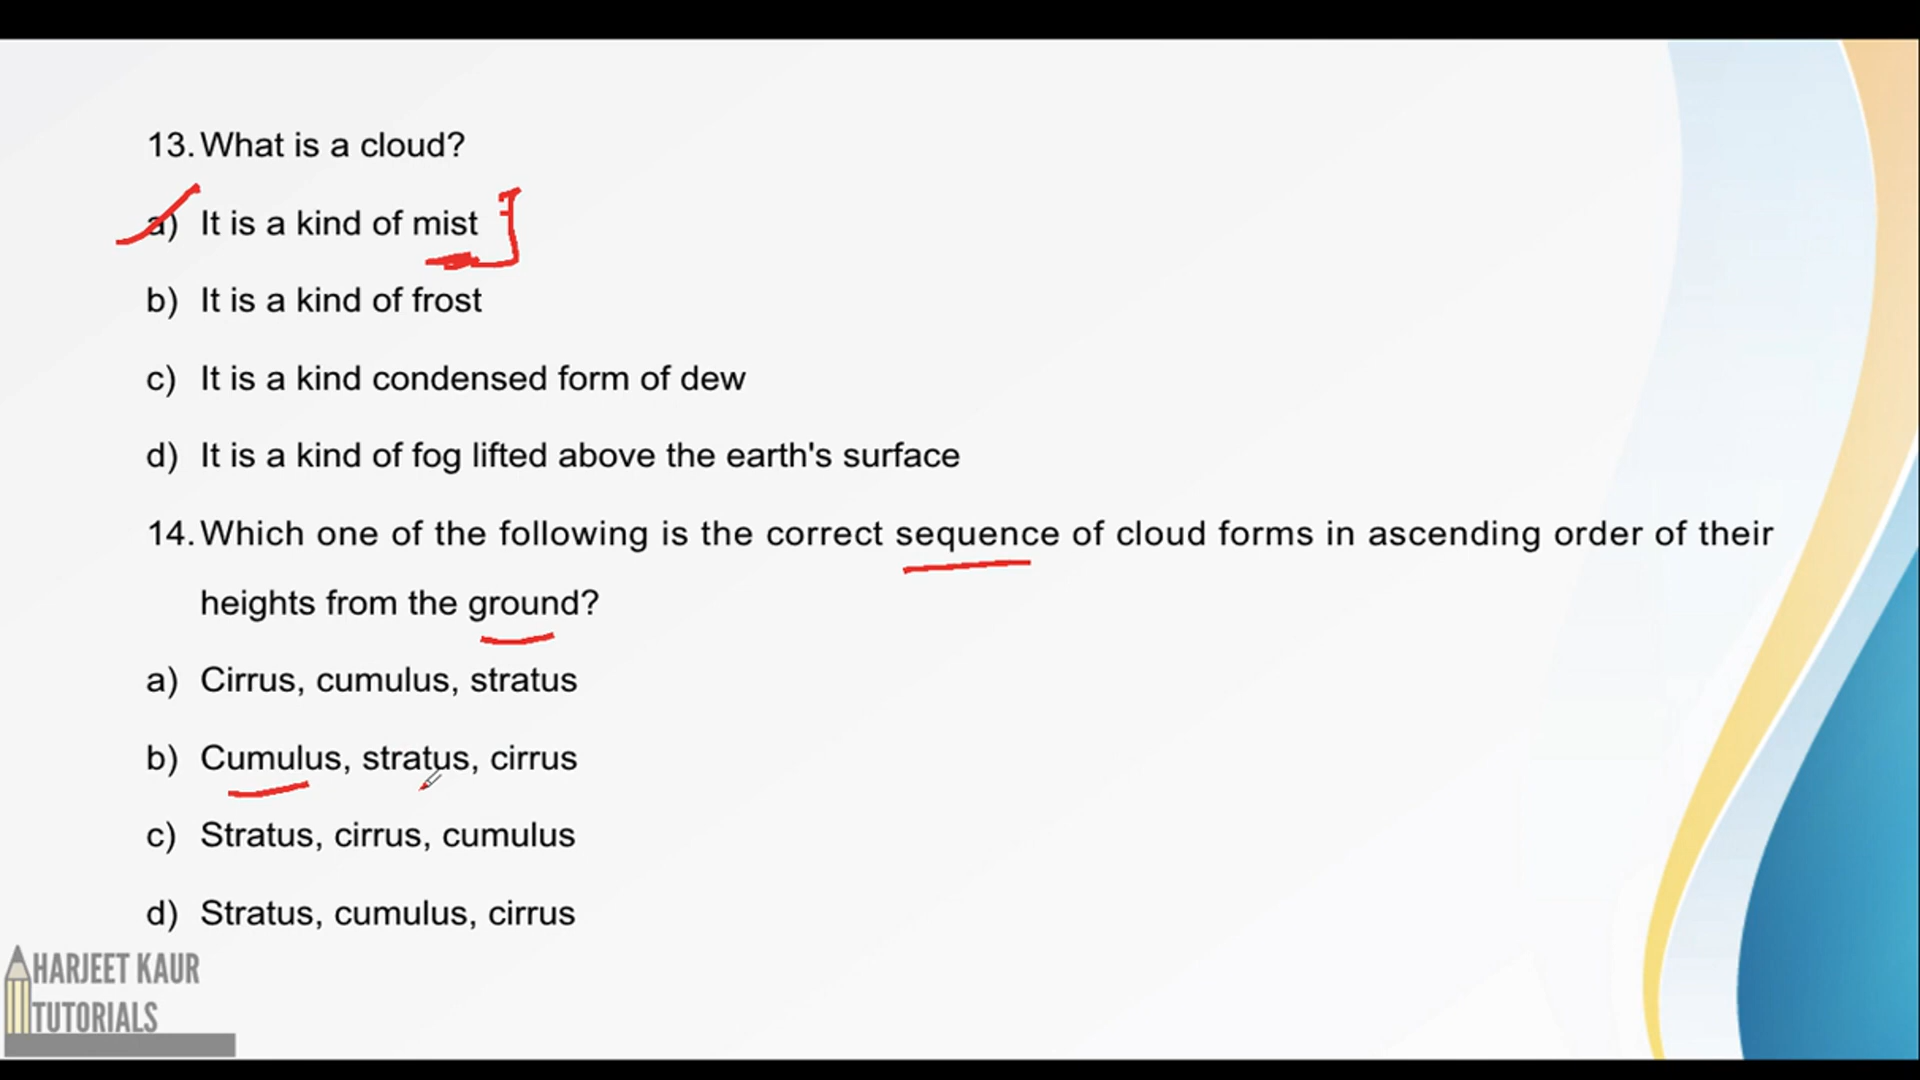 13. What is a cloud?
a) It is a kind of mist
b) It is a kind of frost
c) It is a kind condensed form of dew
d) It is a kind of fog lifted above the earth's surface
14. Which one of the following is the correct sequence of cloud forms in ascending order of their
heights from the ground?
a) Cirrus, cumulus, stratus
b) Cumulus, stratus, cirrus
c) Stratus, cirrus, cumulus
d) Stratus, cumulus, cirrus
HARJEET KAUR
TUTORIALS